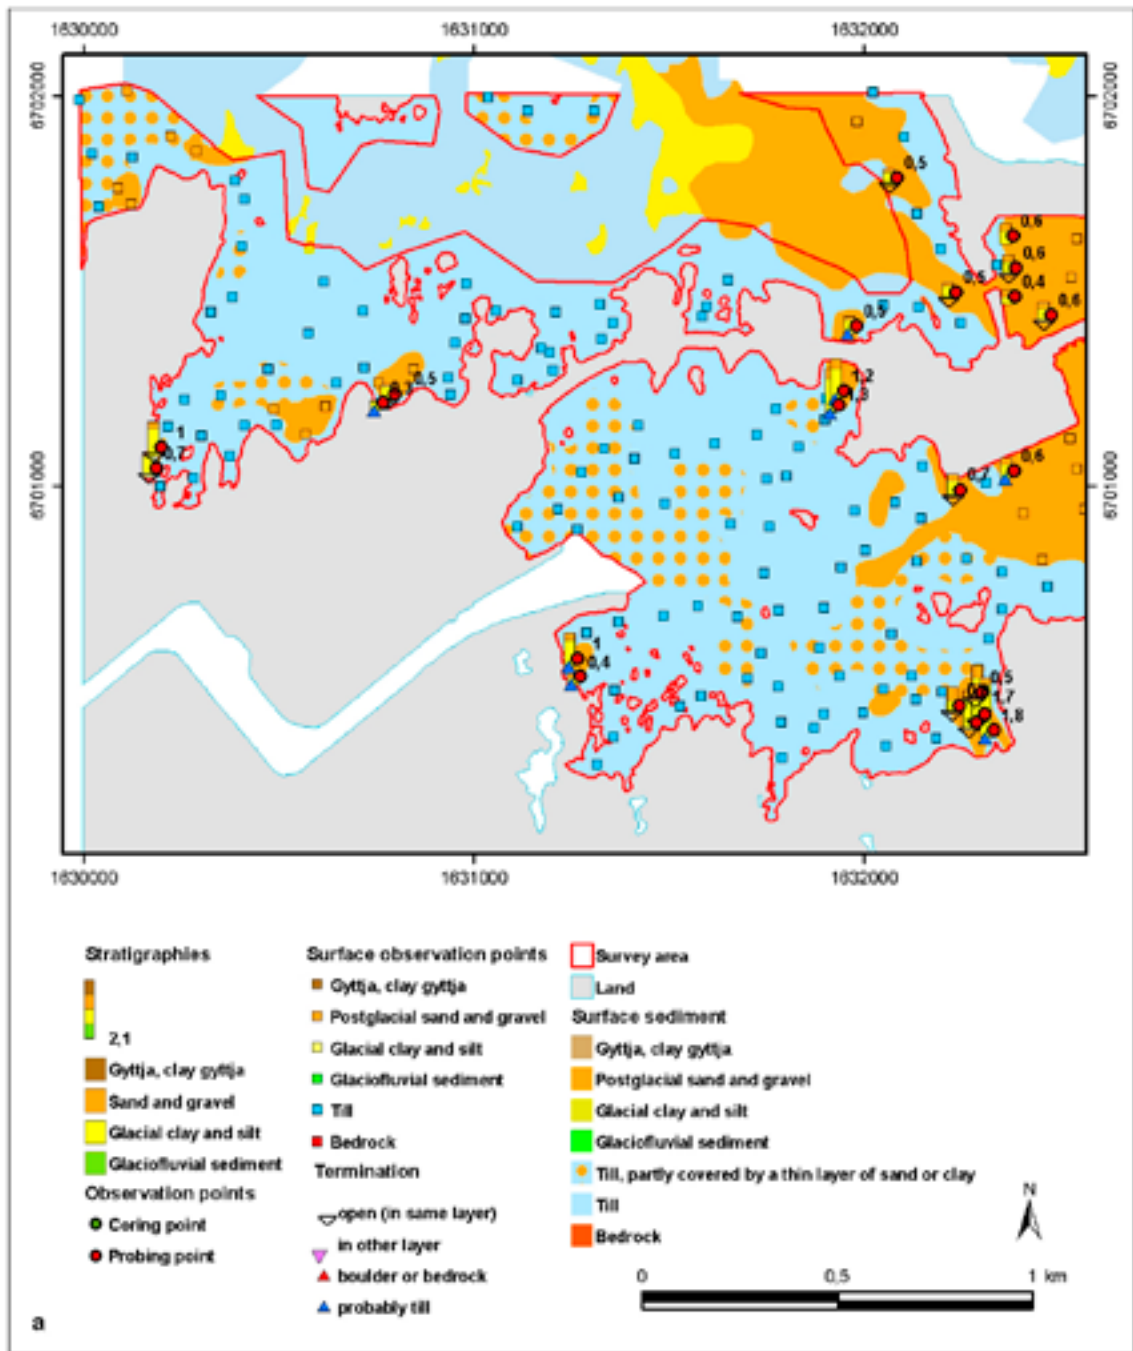 1630000 1631000 1632000
6702000 6702000
0,5
0,6
0,6
0,4
0,6
0,5
0,5
0,5
1,2
1,3
1
0,7
0,6
0,7
6701000 6701000
1
0,4
0,5
1,7
1,8
1630000 1631000 1632000
Stratigraphies
2,1
Gyttja, clay gyttja
Sand and gravel
Glacial clay and silt
Glaciofluvial sediment
Observation points
Coring point
Probing point
Surface observation points
Gyttja, clay gyttja
Postglacial sand and gravel
Glacial clay and silt
Glaciofluvial sediment
Till
Bedrock
Termination
open (in same layer)
in other layer
boulder or bedrock
probably till
Survey area
Land
Surface sediment
Gyttja, clay gyttja
Postglacial sand and gravel
Glacial clay and silt
Glaciofluvial sediment
Till, partly covered by a thin layer of sand or clay
Till
Bedrock
N
0 0,5 1 km
a